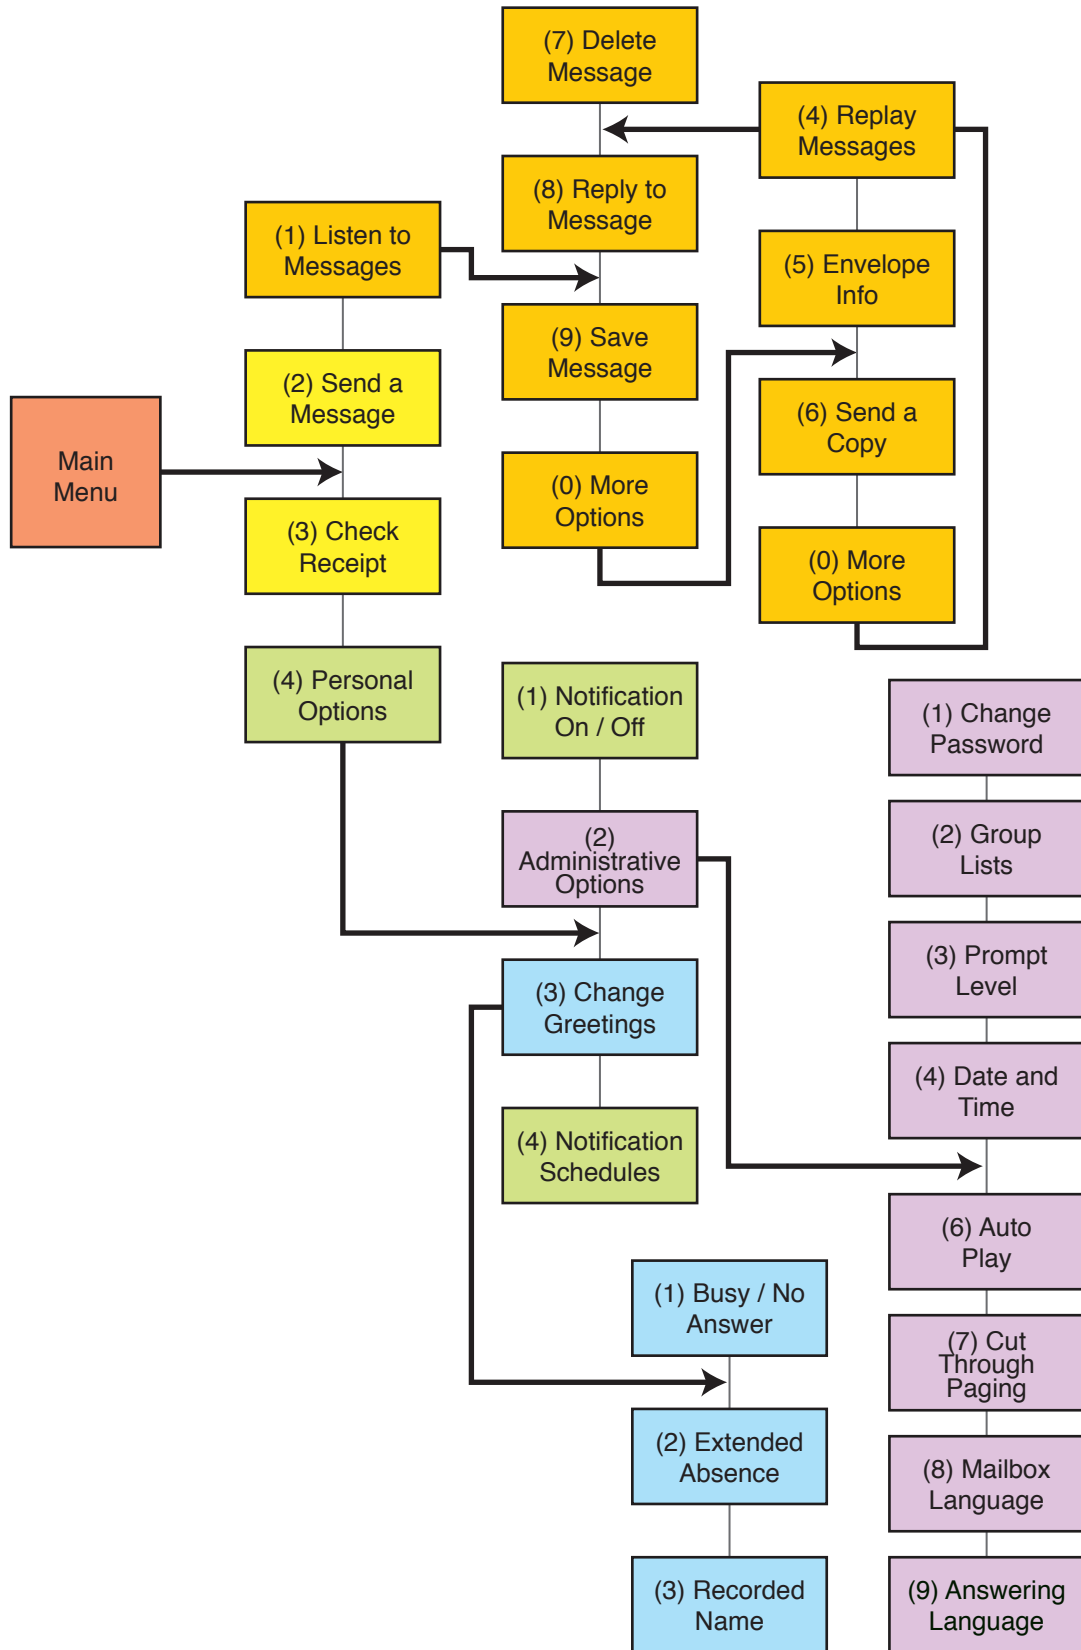 Main
Menu
(1) Listen to
Messages
(2) Send a
Message
(3) Check
Receipt
(4) Personal
Options
(7) Delete
Message
(8) Reply to
Message
(9) Save
Message
(0) More
Options
(4) Replay
Messages
(5) Envelope
Info
(6) Send a
Copy
(0) More
Options
(1) Notification
On / Off
(2)
Administrative
Options
(3) Change
Greetings
(4) Notification
Schedules
(1) Busy / No
Answer
(2) Extended
Absence
(3) Recorded
Name
(1) Change
Password
(2) Group
Lists
(3) Prompt
Level
(4) Date and
Time
(6) Auto
Play
(7) Cut
Through
Paging
(8) Mailbox
Language
(9) Answering
Language